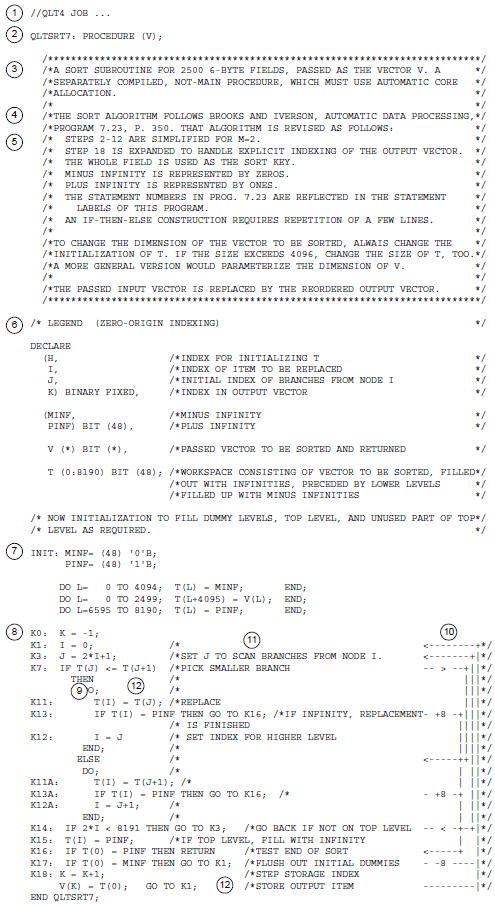 ① //QLT4 JOB ...
② QLTSRT7: PROCEDURE (V);
/***********************************************************************************/
③ /*A SORT SUBROUTINE FOR 2500 6-BYTE FIELDS, PASSED AS THE VECTOR V. A */
/*SEPARATELY COMPILED, NOT-MAIN PROCEDURE, WHICH MUST USE AUTOMATIC CORE */
/*ALLOCATION. */
/* */
④ /*THE SORT ALGORITHM FOLLOWS BROOKS AND IVERSON, AUTOMATIC DATA PROCESSING,*/
/*PROGRAM 7.23, P. 350. THAT ALGORITHM IS REVISED AS FOLLOWS: */
⑤ /* STEPS 2-12 ARE SIMPLIFIED FOR M=2. */
/* STEP 18 IS EXPANDED TO HANDLE EXPLICIT INDEXING OF THE OUTPUT VECTOR. */
/* THE WHOLE FIELD IS USED AS THE SORT KEY. */
/* MINUS INFINITY IS REPRESENTED BY ZEROS. */
/* PLUS INFINITY IS REPRESENTED BY ONES. */
/* THE STATEMENT NUMBERS IN PROG. 7.23 ARE REFLECTED IN THE STATEMENT */
/* LABELS OF THIS PROGRAM. */
/* AN IF-THEN-ELSE CONSTRUCTION REQUIRES REPETITION OF A FEW LINES. */
/* */
/*TO CHANGE THE DIMENSION OF THE VECTOR TO BE SORTED, ALWAIS CHANGE THE */
/*INITIALIZATION OF T. IF THE SIZE EXCEEDS 4096, CHANGE THE SIZE OF T, TOO.*/
/*A MORE GENERAL VERSION WOULD PARAMETERIZE THE DIMENSION OF V. */
/* */
/*THE PASSED INPUT VECTOR IS REPLACED BY THE REORDERED OUTPUT VECTOR. */
/***********************************************************************************/
⑥ /* LEGEND (ZERO-ORIGIN INDEXING) */
DECLARE
(H, /*INDEX FOR INITIALIZING T */
I, /*INDEX OF ITEM TO BE REPLACED */
J, /*INITIAL INDEX OF BRANCHES FROM NODE I */
K) BINARY FIXED, /*INDEX IN OUTPUT VECTOR */
(MINF, /*MINUS INFINITY */
PINF) BIT (48), /*PLUS INFINITY */
V (*) BIT (*), /*PASSED VECTOR TO BE SORTED AND RETURNED */
T (0:8190) BIT (48); /*WORKSPACE CONSISTING OF VECTOR TO BE SORTED, FILLED*/
/*OUT WITH INFINITIES, PRECEDED BY LOWER LEVELS */
/*FILLED UP WITH MINUS INFINITIES */
/* NOW INITIALIZATION TO FILL DUMMY LEVELS, TOP LEVEL, AND UNUSED PART OF TOP*/
/* LEVEL AS REQUIRED. */
⑦ INIT: MINF= (48) '0'B;
PINF= (48) '1'B;
DO L= 0 TO 4094; T(L) = MINF; END;
DO L= 0 TO 2499; T(L+4095) = V(L); END;
DO L=6595 TO 8190; T(L) = PINF; END;
⑧ K0: K = -1; ⑩
K1: I = 0; /* ⑪ <--------+*/
K3: J = 2*I+1; /*SET J TO SCAN BRANCHES FROM NODE I. <-------+|*/
K7: IF T(J) <= T(J+1) /*PICK SMALLER BRANCH -- > --+||*/
THEN /* |||*/
⑨ DO; ⑫ /* |||*/
K11: T(I) = T(J); /*REPLACE |||*/
K13: IF T(I) = PINF THEN GO TO K16; /*IF INFINITY, REPLACEMENT- +8 -+|||*/
/* IS FINISHED ||||*/
K12: I = J /* SET INDEX FOR HIGHER LEVEL ||||*/
END; /* ||||*/
ELSE /* <-----++||*/
DO; /* | ||*/
K11A: T(I) = T(J+1); /* | ||*/
K13A: IF T(I) = PINF THEN GO TO K16; /* - +8 -+ ||*/
K12A: I = J+1; /* | ||*/
END; /* | ||*/
K14: IF 2*I < 8191 THEN GO TO K3; /*GO BACK IF NOT ON TOP LEVEL -- < -+-+|*/
K15: T(I) = PINF; /*IF TOP LEVEL, FILL WITH INFINITY | |*/
K16: IF T(0) = PINF THEN RETURN /*TEST END OF SORT <-----+ |*/
K17: IF T(0) = MINF THEN GO TO K1; /*FLUSH OUT INITIAL DUMMIES - -8 ----|*/
K18: K = K+1; /*STEP STORAGE INDEX |*/
V(K) = T(0); GO TO K1; ⑫ /*STORE OUTPUT ITEM ---------|*/
END QLTSRT7;